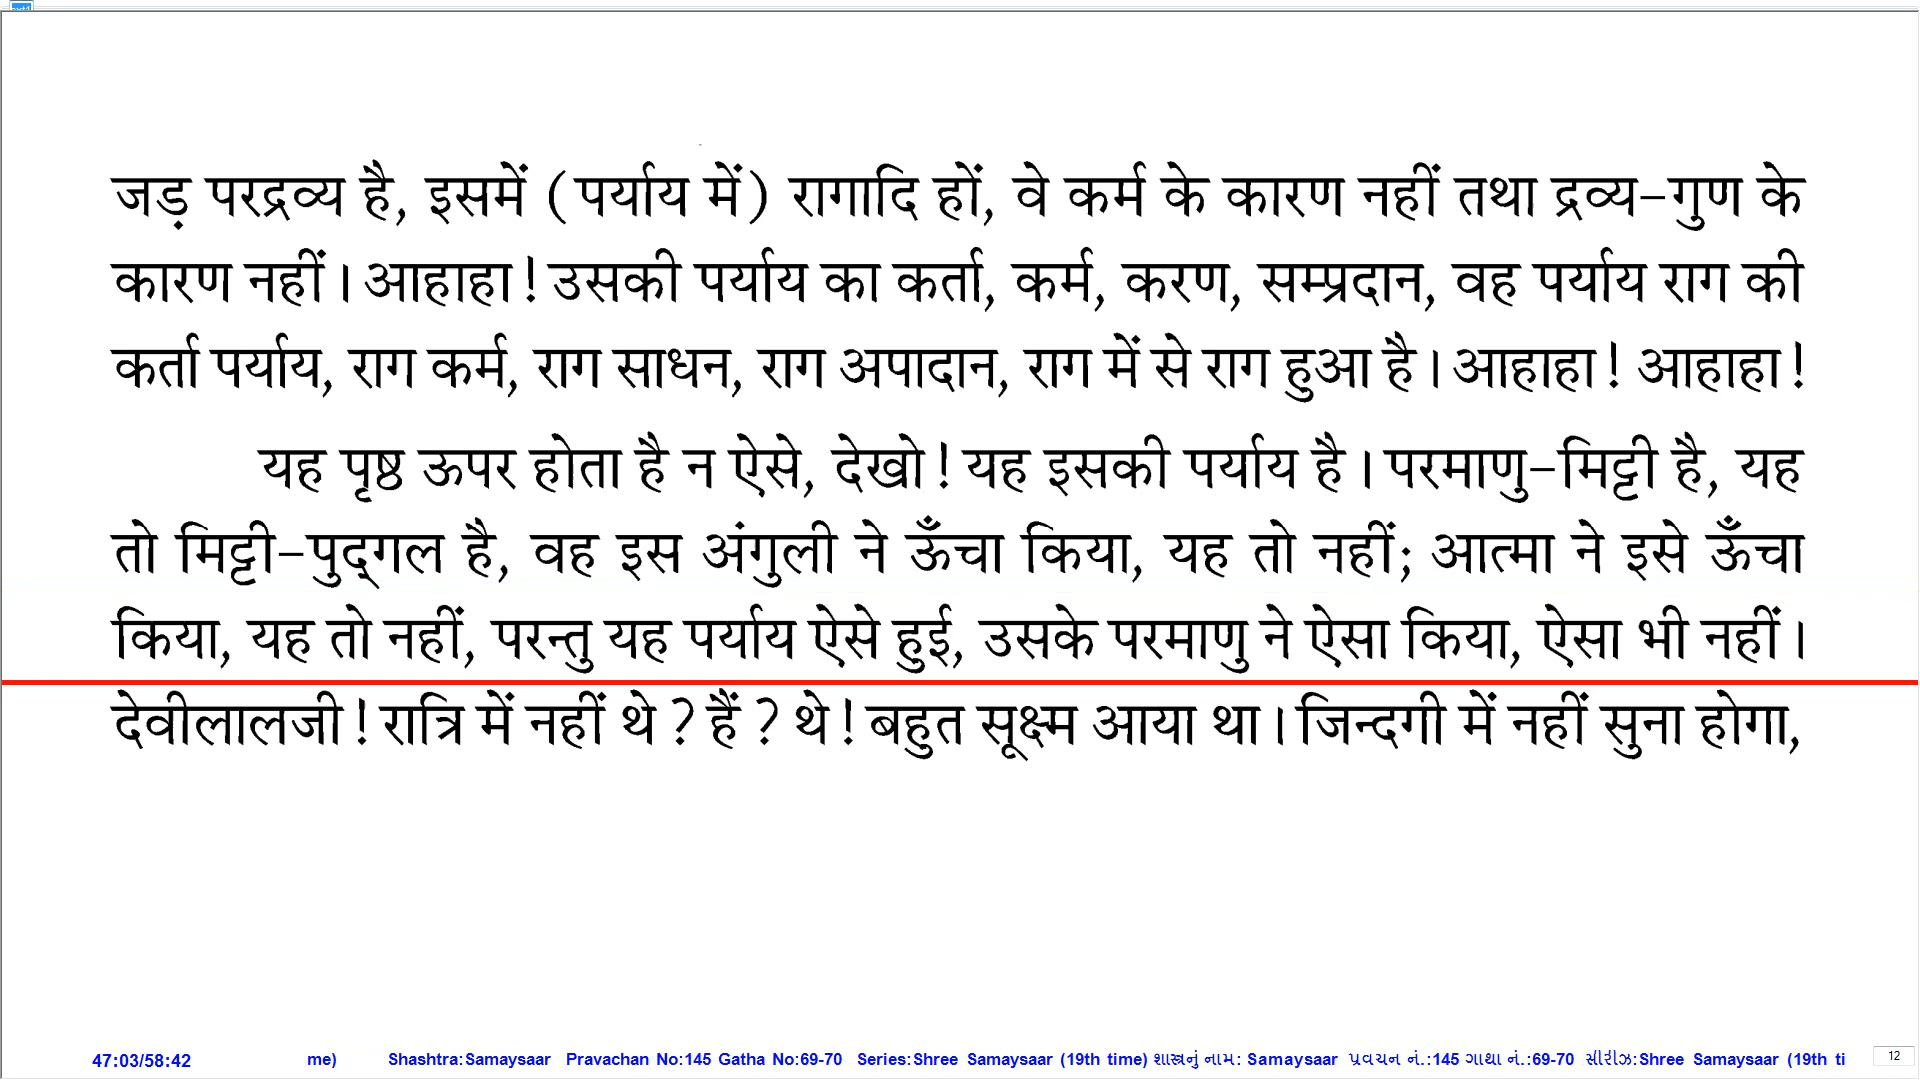 जड़ परद्रव्य है, इसमें (पर्याय में) रागादि हों, वे कर्म के कारण नहीं तथा द्रव्य-गुण के
कारण नहीं। आहाहा! उसकी पर्याय का कर्ता, कर्म, करण, सम्प्रदान, वह पर्याय राग की
कर्ता पर्याय, राग कर्म, राग साधन, राग अपादान, राग में से राग हुआ है। आहाहा! आहाहा!
यह पृष्ठ ऊपर होता है न ऐसे, देखो! यह इसकी पर्याय है। परमाणु-मिट्टी है, यह
तो मिट्टी-पुद्गल है, वह इस अंगुली ने ऊँचा किया, यह तो नहीं; आत्मा ने इसे ऊँचा
किया, यह तो नहीं, परन्तु यह पर्याय ऐसे हुई, उसके परमाणु ने ऐसा किया, ऐसा भी नहीं।
देवीलालजी! रात्रि में नहीं थे? हैं? थे! बहुत सूक्ष्म आया था। जिन्दगी में नहीं सुना होगा,
47:03/58:42 me) Shashtra:Samaysaar Pravachan No:145 Gatha No:69-70 Series:Shree Samaysaar (19th time) શાસ્ત્રનું નામ: Samaysaar પ્રવચન નં.:145 ગાથા નં.:69-70 સીરીઝ:Shree Samaysaar (19th ti 12